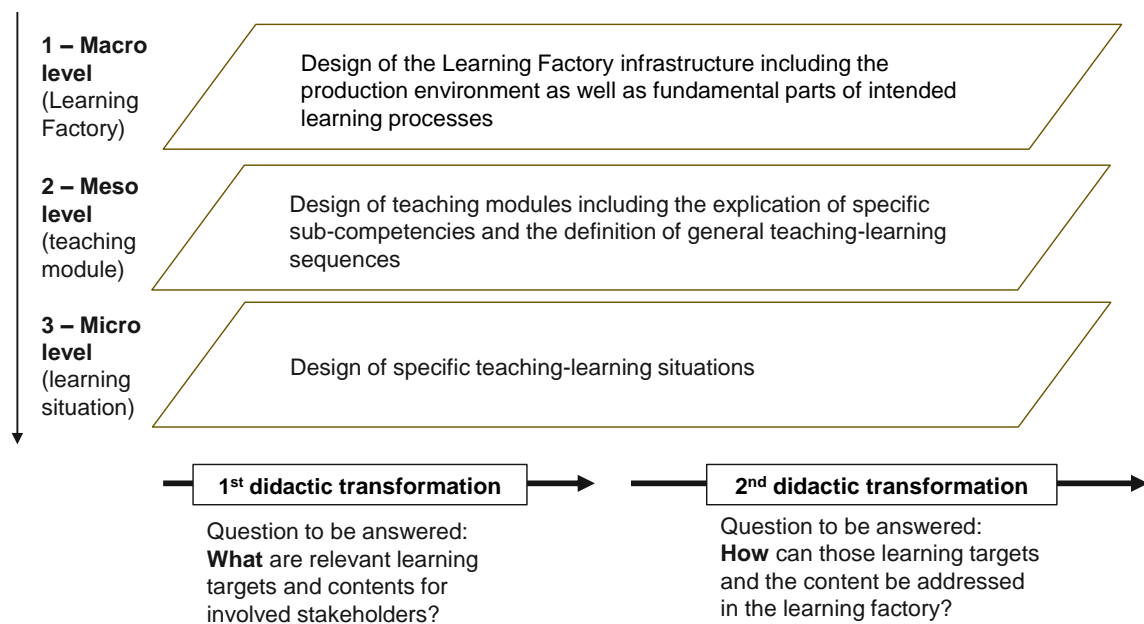 1 – Macro
level
(Learning
Factory)
Design of the Learning Factory infrastructure including the
production environment as well as fundamental parts of intended
learning processes
2 – Meso
level
(teaching
module)
Design of teaching modules including the explication of specific
sub-competencies and the definition of general teaching-learning
sequences
3 – Micro
level
(learning
situation)
Design of specific teaching-learning situations
1st didactic transformation
Question to be answered:
What are relevant learning
targets and contents for
involved stakeholders?
2nd didactic transformation
Question to be answered:
How can those learning targets
and the content be addressed
in the learning factory?